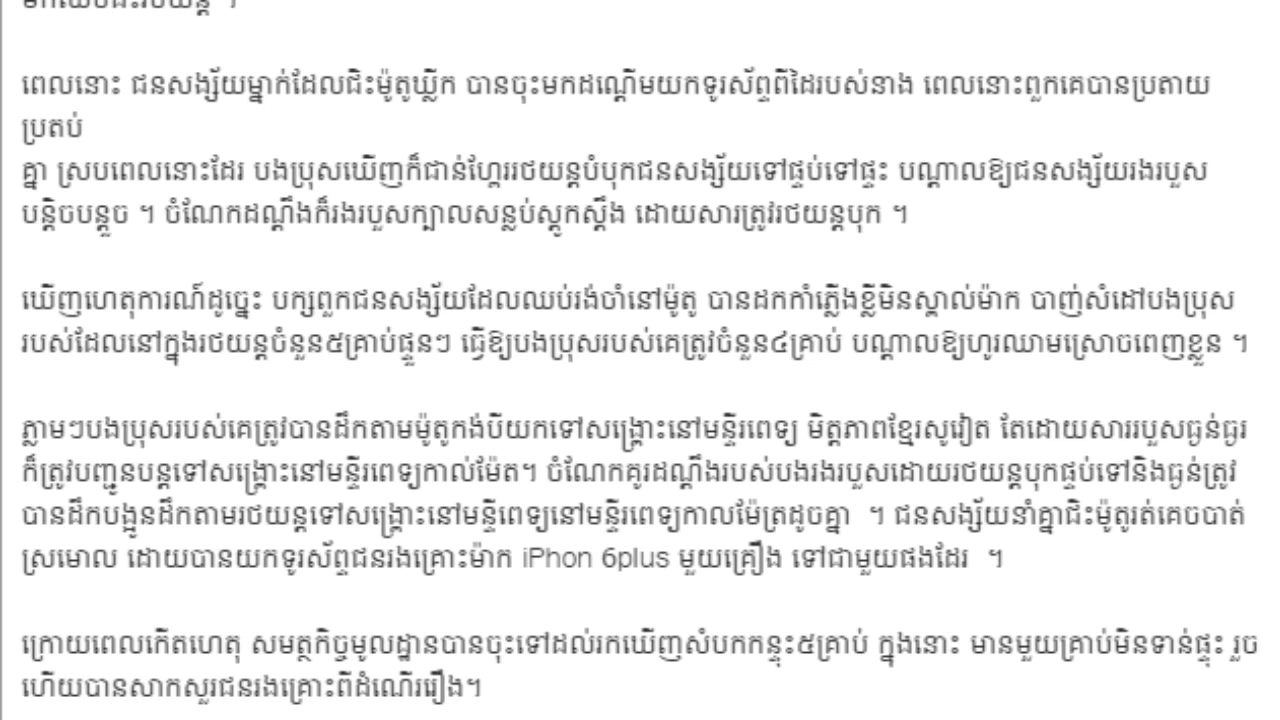 ពេលនោះ ជនសង្ស័យម្នាក់ដែលជិះម៉ូតូឃ្លីក បានចុះមកដណ្ដើមយកទូរស័ព្ទពីដៃរបស់នាង ពេលនោះពួកគេបានប្រតាយ
ប្រតប់
គ្នា ស្របពេលនោះដែរ បងប្រុសឃើញក៏ជាន់ហ្គែររថយន្តបំបុកជនសង្ស័យទៅផ្ទប់ទៅផ្ទះ បណ្ដាលឱ្យជនសង្ស័យរងរបួស
បន្តិចបន្តួច ។ ចំណែកដណ្ដឹងក៏រងរបួសក្បាលសន្លប់ស្ដូកស្ដឹង ដោយសារត្រូវរថយន្តបុក ។
ឃើញហេតុការណ៍ដូច្នេះ បក្សពួកជនសង្ស័យដែលឈប់រង់ចាំនៅម៉ូតូ បានដកកាំភ្លើងខ្លីមិនស្គាល់ម៉ាក បាញ់សំដៅបងប្រុស
របស់ដែលនៅក្នុងរថយន្តចំនួន៥គ្រាប់ផ្ទួនៗ ធ្វើឱ្យបងប្រុសរបស់គេត្រូវចំនួន៤គ្រាប់ បណ្ដាលឱ្យហូរឈាមស្រោចពេញខ្លួន ។
ភ្លាមៗបងប្រុសរបស់គេត្រូវបានដឹកតាមម៉ូតូកង់បីយកទៅសង្គ្រោះនៅមន្ទីរពេទ្យ មិត្តភាពខ្មែរសូវៀត តែដោយសាររបួសធ្ងន់ធ្ងរ
ក៏ត្រូវបញ្ជូនបន្តទៅសង្គ្រោះនៅមន្ទីរពេទ្យកាល់ម៉ែត។ ចំណែកគូរដណ្ដឹងរបស់បងរងរបួសដោយរថយន្តបុកផ្ទប់ទៅនិងធ្ងន់ត្រូវ
បានដឹកបង្អូនដឹកតាមរថយន្តទៅសង្គ្រោះនៅមន្ទីពេទ្យនៅមន្ទីរពេទ្យកាលម៉ែត្រដូចគ្នា ។ ជនសង្ស័យនាំគ្នាជិះម៉ូតូរត់គេចបាត់
ស្រមោល ដោយបានយកទូរស័ព្ទជនរងគ្រោះម៉ាក iPhon 6plus មួយគ្រឿង ទៅជាមួយផងដែរ ។
ក្រោយពេលកើតហេតុ សមត្ថកិច្ចមូលដ្ឋានបានចុះទៅដល់រកឃើញសំបកកន្ទុះ៥គ្រាប់ ក្នុងនោះ មានមួយគ្រាប់មិនទាន់ផ្ទុះ រួច
ហើយបានសាកសួរជនរងគ្រោះពីដំណើររឿង។